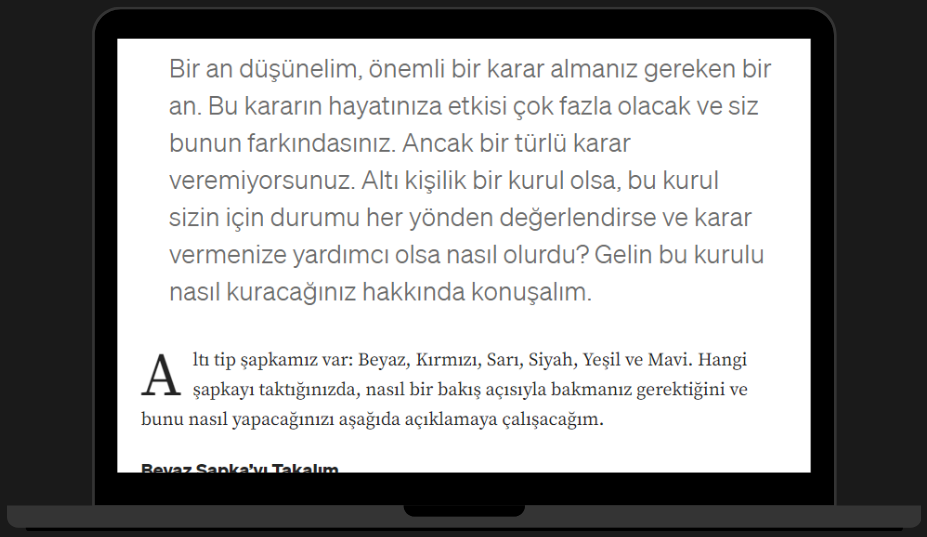 Bir an düşünelim, önemli bir karar almanız gereken bir
an. Bu kararın hayatınıza etkisi çok fazla olacak ve siz
bunun farkındasınız. Ancak bir türlü karar
veremiyorsunuz. Altı kişilik bir kurul olsa, bu kurul
sizin için durumu her yönden değerlendirse ve karar
vermenize yardımcı olsa nasıl olurdu? Gelin bu kurulu
nasıl kuracağınız hakkında konuşalım.
Altı tip şapkamız var: Beyaz, Kırmızı, Sarı, Siyah, Yeşil ve Mavi. Hangi
şapkayı taktığınızda, nasıl bir bakış açısıyla bakmanız gerektiğini ve
bunu nasıl yapacağınızı aşağıda açıklamaya çalışacağım.
Beyaz Şapka'yı Takalım